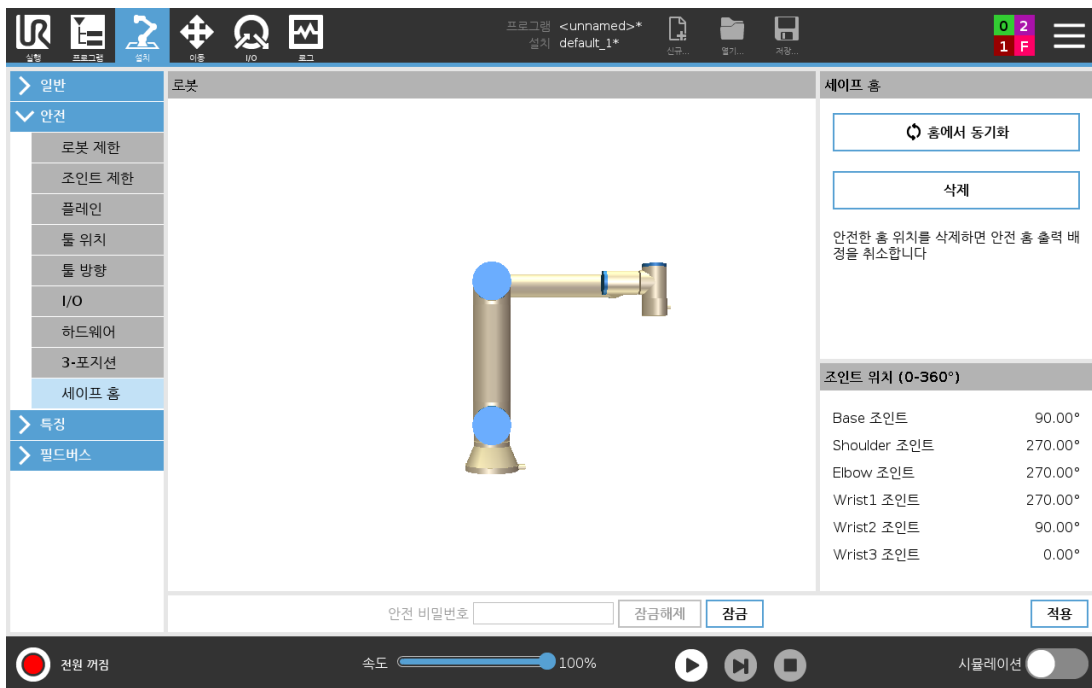 UR
실행
프로그램
설치
이동
I/O
로그
프로그램 <unnamed>*
설치 default_1*
신규...
열기...
저장...
0 2
1 F
일반
안전
로봇 제한
조인트 제한
플레인
툴 위치
툴 방향
I/O
하드웨어
3-포지션
세이프 홈
특징
필드버스
로봇
세이프 홈
홈에서 동기화
삭제
안전한 홈 위치를 삭제하면 안전 홈 출력 배
정을 취소합니다
조인트 위치 (0-360°)
Base 조인트 90.00°
Shoulder 조인트 270.00°
Elbow 조인트 270.00°
Wrist1 조인트 270.00°
Wrist2 조인트 90.00°
Wrist3 조인트 0.00°
안전 비밀번호 잠금해제 잠금 적용
전원 꺼짐 속도 100% 시뮬레이션